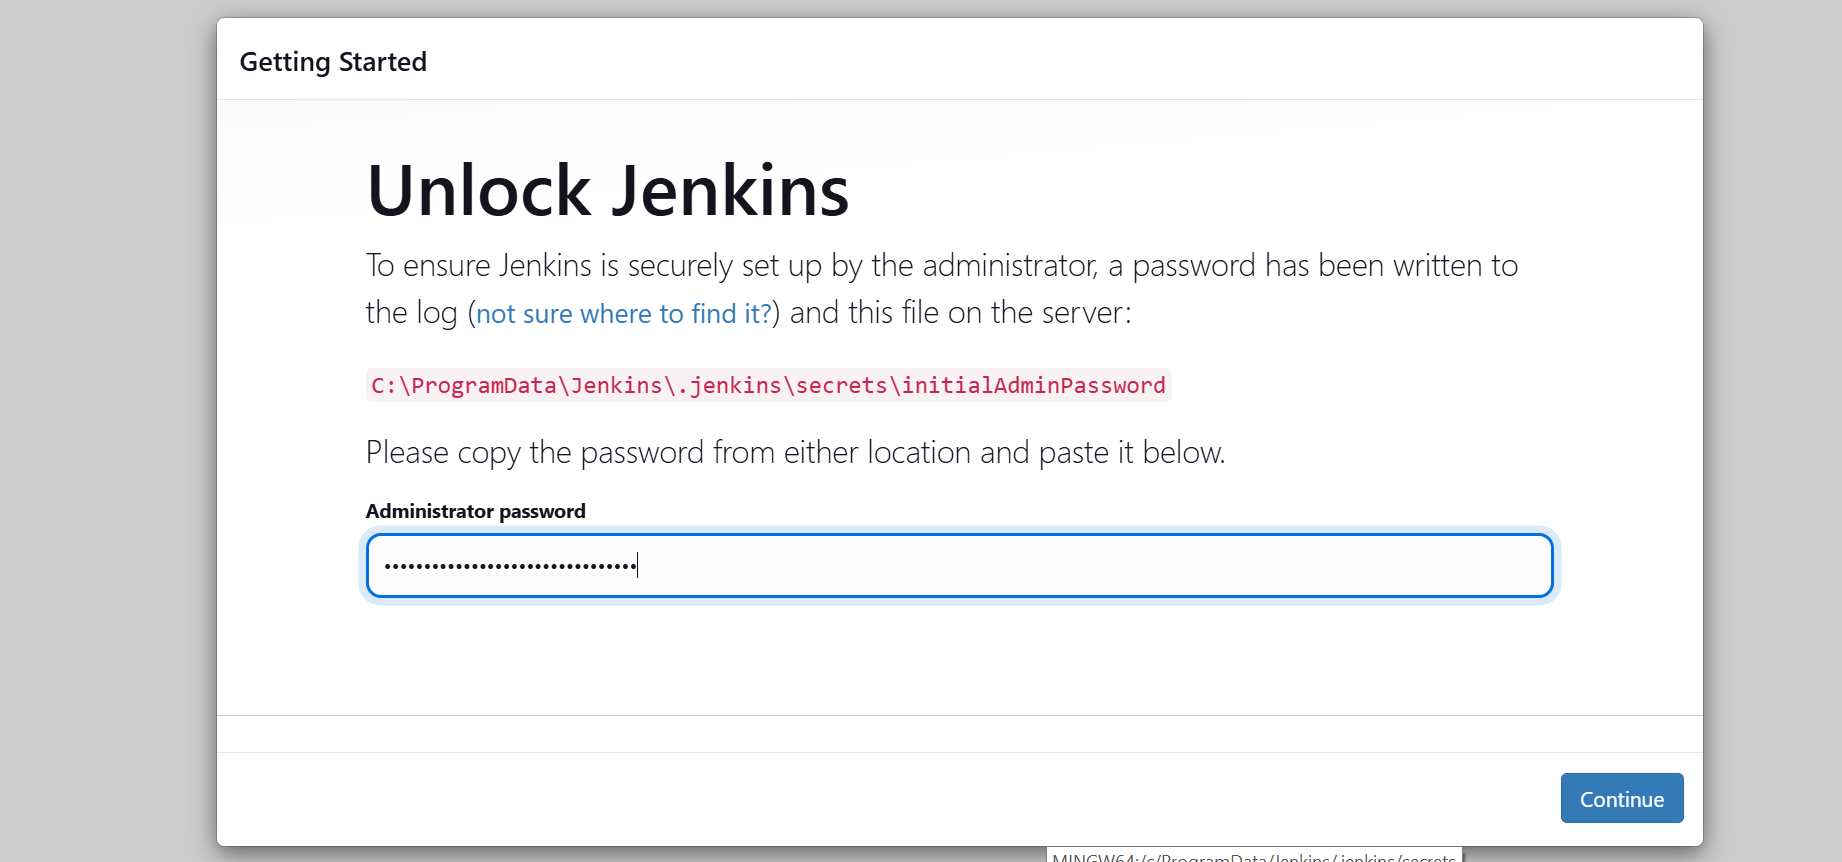 Getting Started
Unlock Jenkins
To ensure Jenkins is securely set up by the administrator, a password has been written to
the log (not sure where to find it?) and this file on the server:
C:\ProgramData\Jenkins\.jenkins\secrets\initialAdminPassword
Please copy the password from either location and paste it below.
Administrator password
••••••••••••••••••••••••••••••••
Continue
MINGW64:/c/ProgramData/Jenkins/.jenkins/secrets